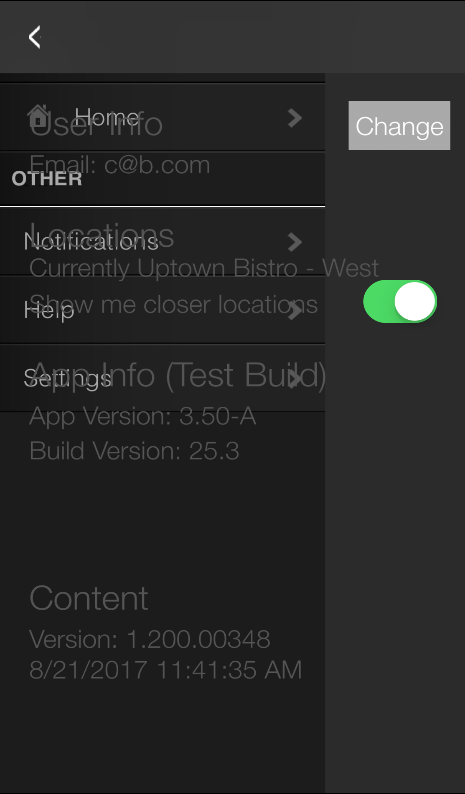 User Info
Home
Change
Email: c@b.com
OTHER
Locations
Notifications
Currently Uptown Bistro - West
Show me closer locations
Help
App Info (Test Build)
Settings
App Version: 3.50-A
Build Version: 25.3
Content
Version: 1.200.00348
8/21/2017 11:41:35 AM